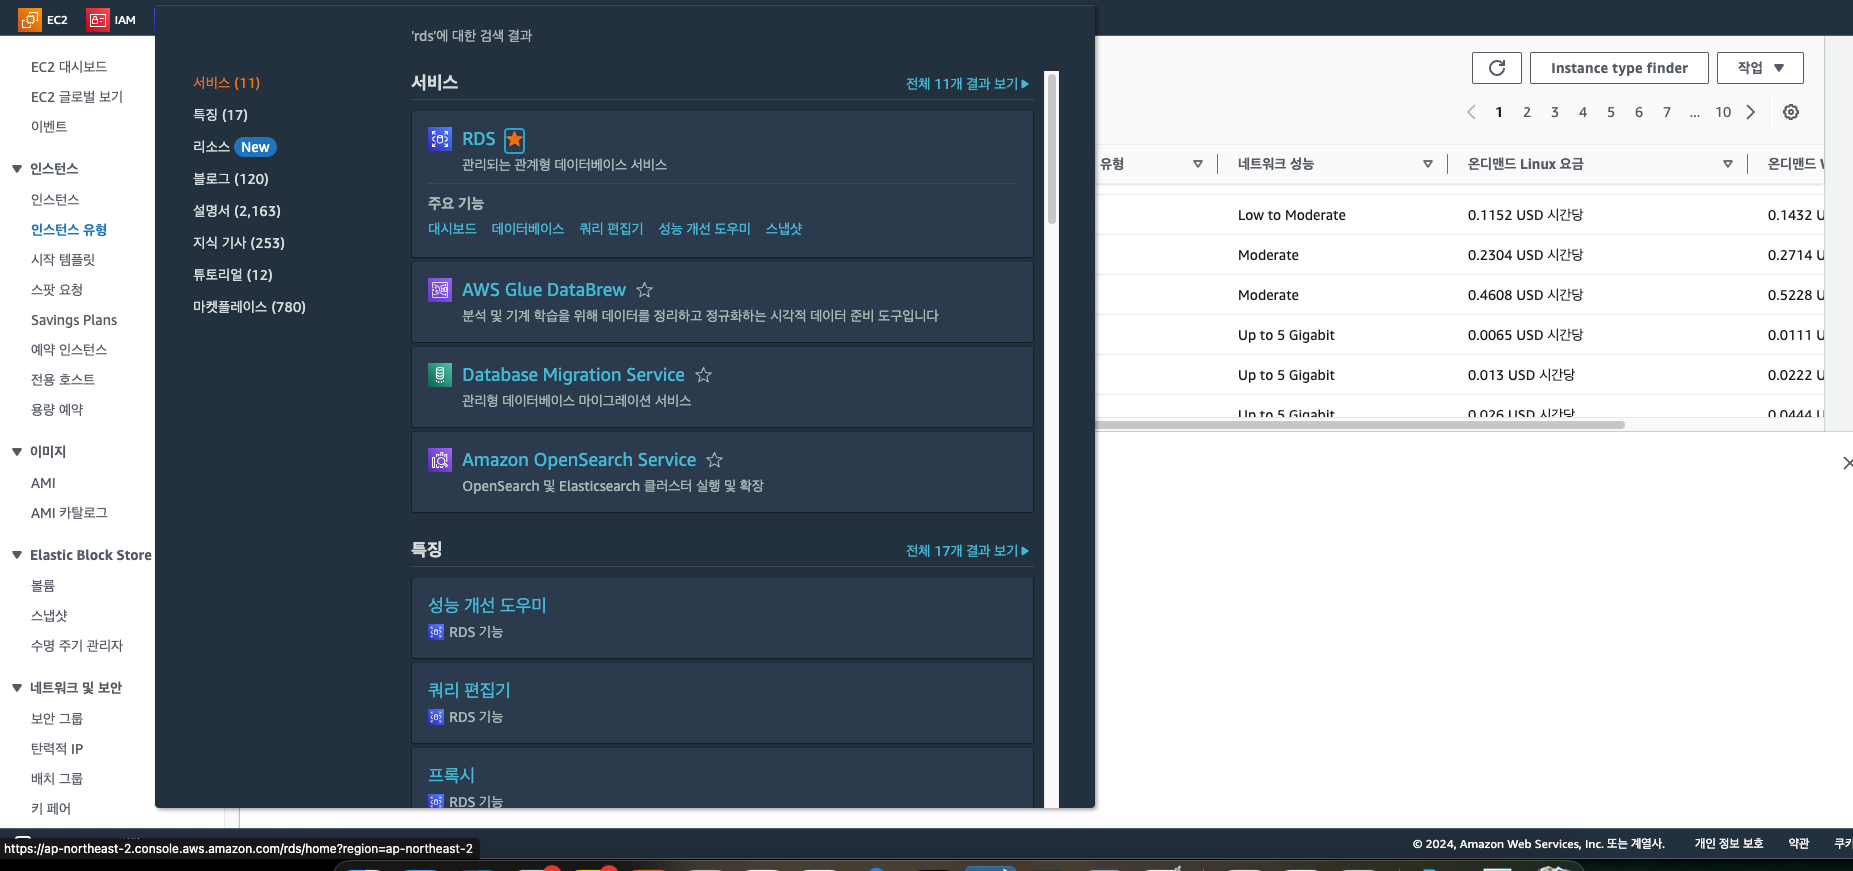 EC2
IAM
EC2 대시보드
EC2 글로벌 보기
이벤트
인스턴스
인스턴스
인스턴스 유형
시작 템플릿
스팟 요청
Savings Plans
예약 인스턴스
전용 호스트
용량 예약
이미지
AMI
AMI 카탈로그
Elastic Block Store
볼륨
스냅샷
수명 주기 관리자
네트워크 및 보안
보안 그룹
탄력적 IP
배치 그룹
키 페어
'rds'에 대한 검색 결과
서비스 (11)
특징 (17)
리소스 New
블로그 (120)
설명서 (2,163)
지식 기사 (253)
튜토리얼 (12)
마켓플레이스 (780)
서비스
전체 11개 결과 보기
RDS
관리되는 관계형 데이터베이스 서비스
주요 기능
대시보드 데이터베이스 쿼리 편집기 성능 개선 도우미 스냅샷
AWS Glue DataBrew
분석 및 기계 학습을 위해 데이터를 정리하고 정규화하는 시각적 데이터 준비 도구입니다
Database Migration Service
관리형 데이터베이스 마이그레이션 서비스
Amazon OpenSearch Service
OpenSearch 및 Elasticsearch 클러스터 실행 및 확장
특징
전체 17개 결과 보기
성능 개선 도우미
RDS 기능
쿼리 편집기
RDS 기능
프록시
RDS 기능
Instance type finder
작업
1 2 3 4 5 6 7 ... 10
유형 네트워크 성능 온디맨드 Linux 요금 온디맨드
Low to Moderate 0.1152 USD 시간당 0.1432 U
Moderate 0.2304 USD 시간당 0.2714 U
Moderate 0.4608 USD 시간당 0.5228 U
Up to 5 Gigabit 0.0065 USD 시간당 0.0111 U
Up to 5 Gigabit 0.013 USD 시간당 0.0222 U
Up to 5 Gigabit 0.026 USD 시간당 0.0444 U
https://ap-northeast-2.console.aws.amazon.com/rds/home?region=ap-northeast-2
© 2024, Amazon Web Services, Inc. 또는 계열사. 개인 정보 보호 약관 쿠키